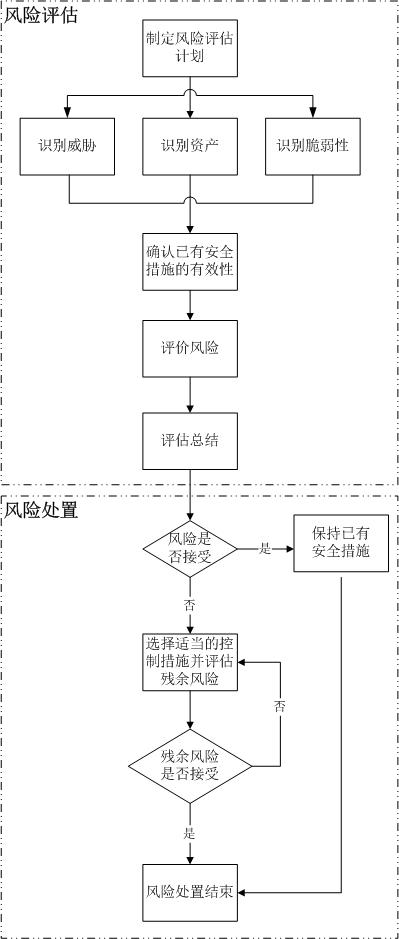 风险评估
制定风险评估
计划
识别威胁
识别资产
识别脆弱性
确认已有安全
措施的有效性
评价风险
评估总结
风险处置
风险是
否接受
是
保持已有
安全措施
否
选择适当的控
制措施并评估
残余风险
否
残余风险
是否接受
是
风险处置结束